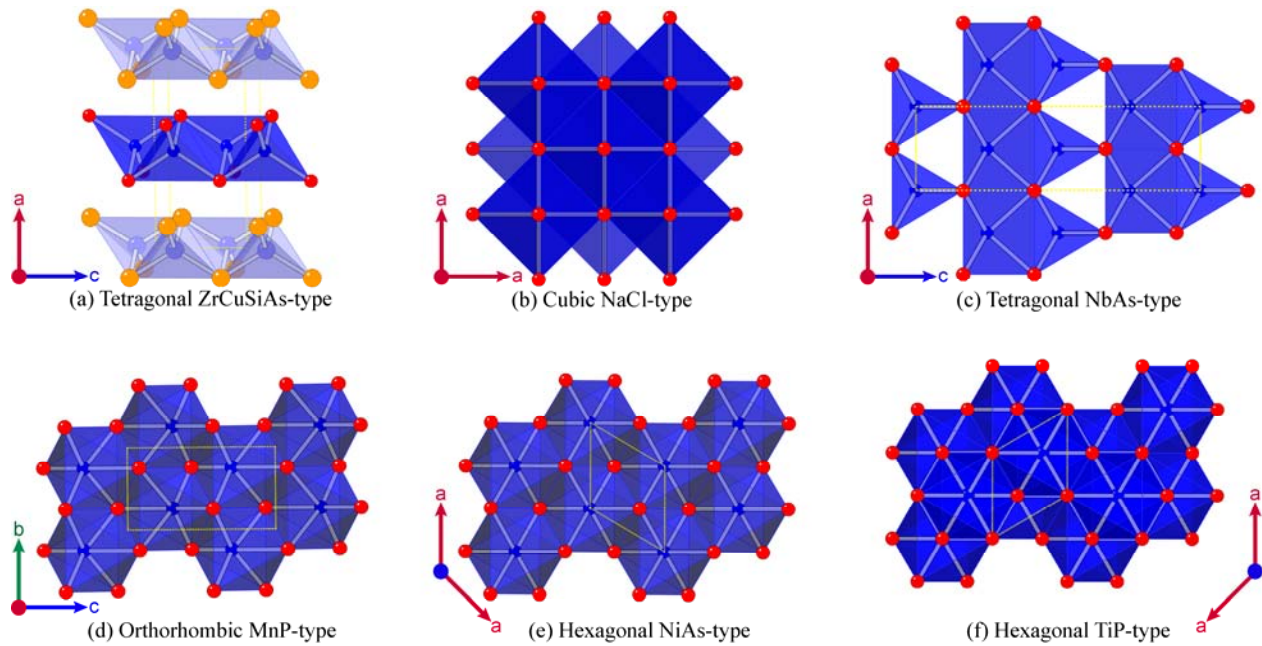 a
c
(a) Tetragonal ZrCuSiAs-type
a
a
(b) Cubic NaCl-type
a
c
(c) Tetragonal NbAs-type
b
c
(d) Orthorhombic MnP-type
a
a
(e) Hexagonal NiAs-type
a
a
(f) Hexagonal TiP-type